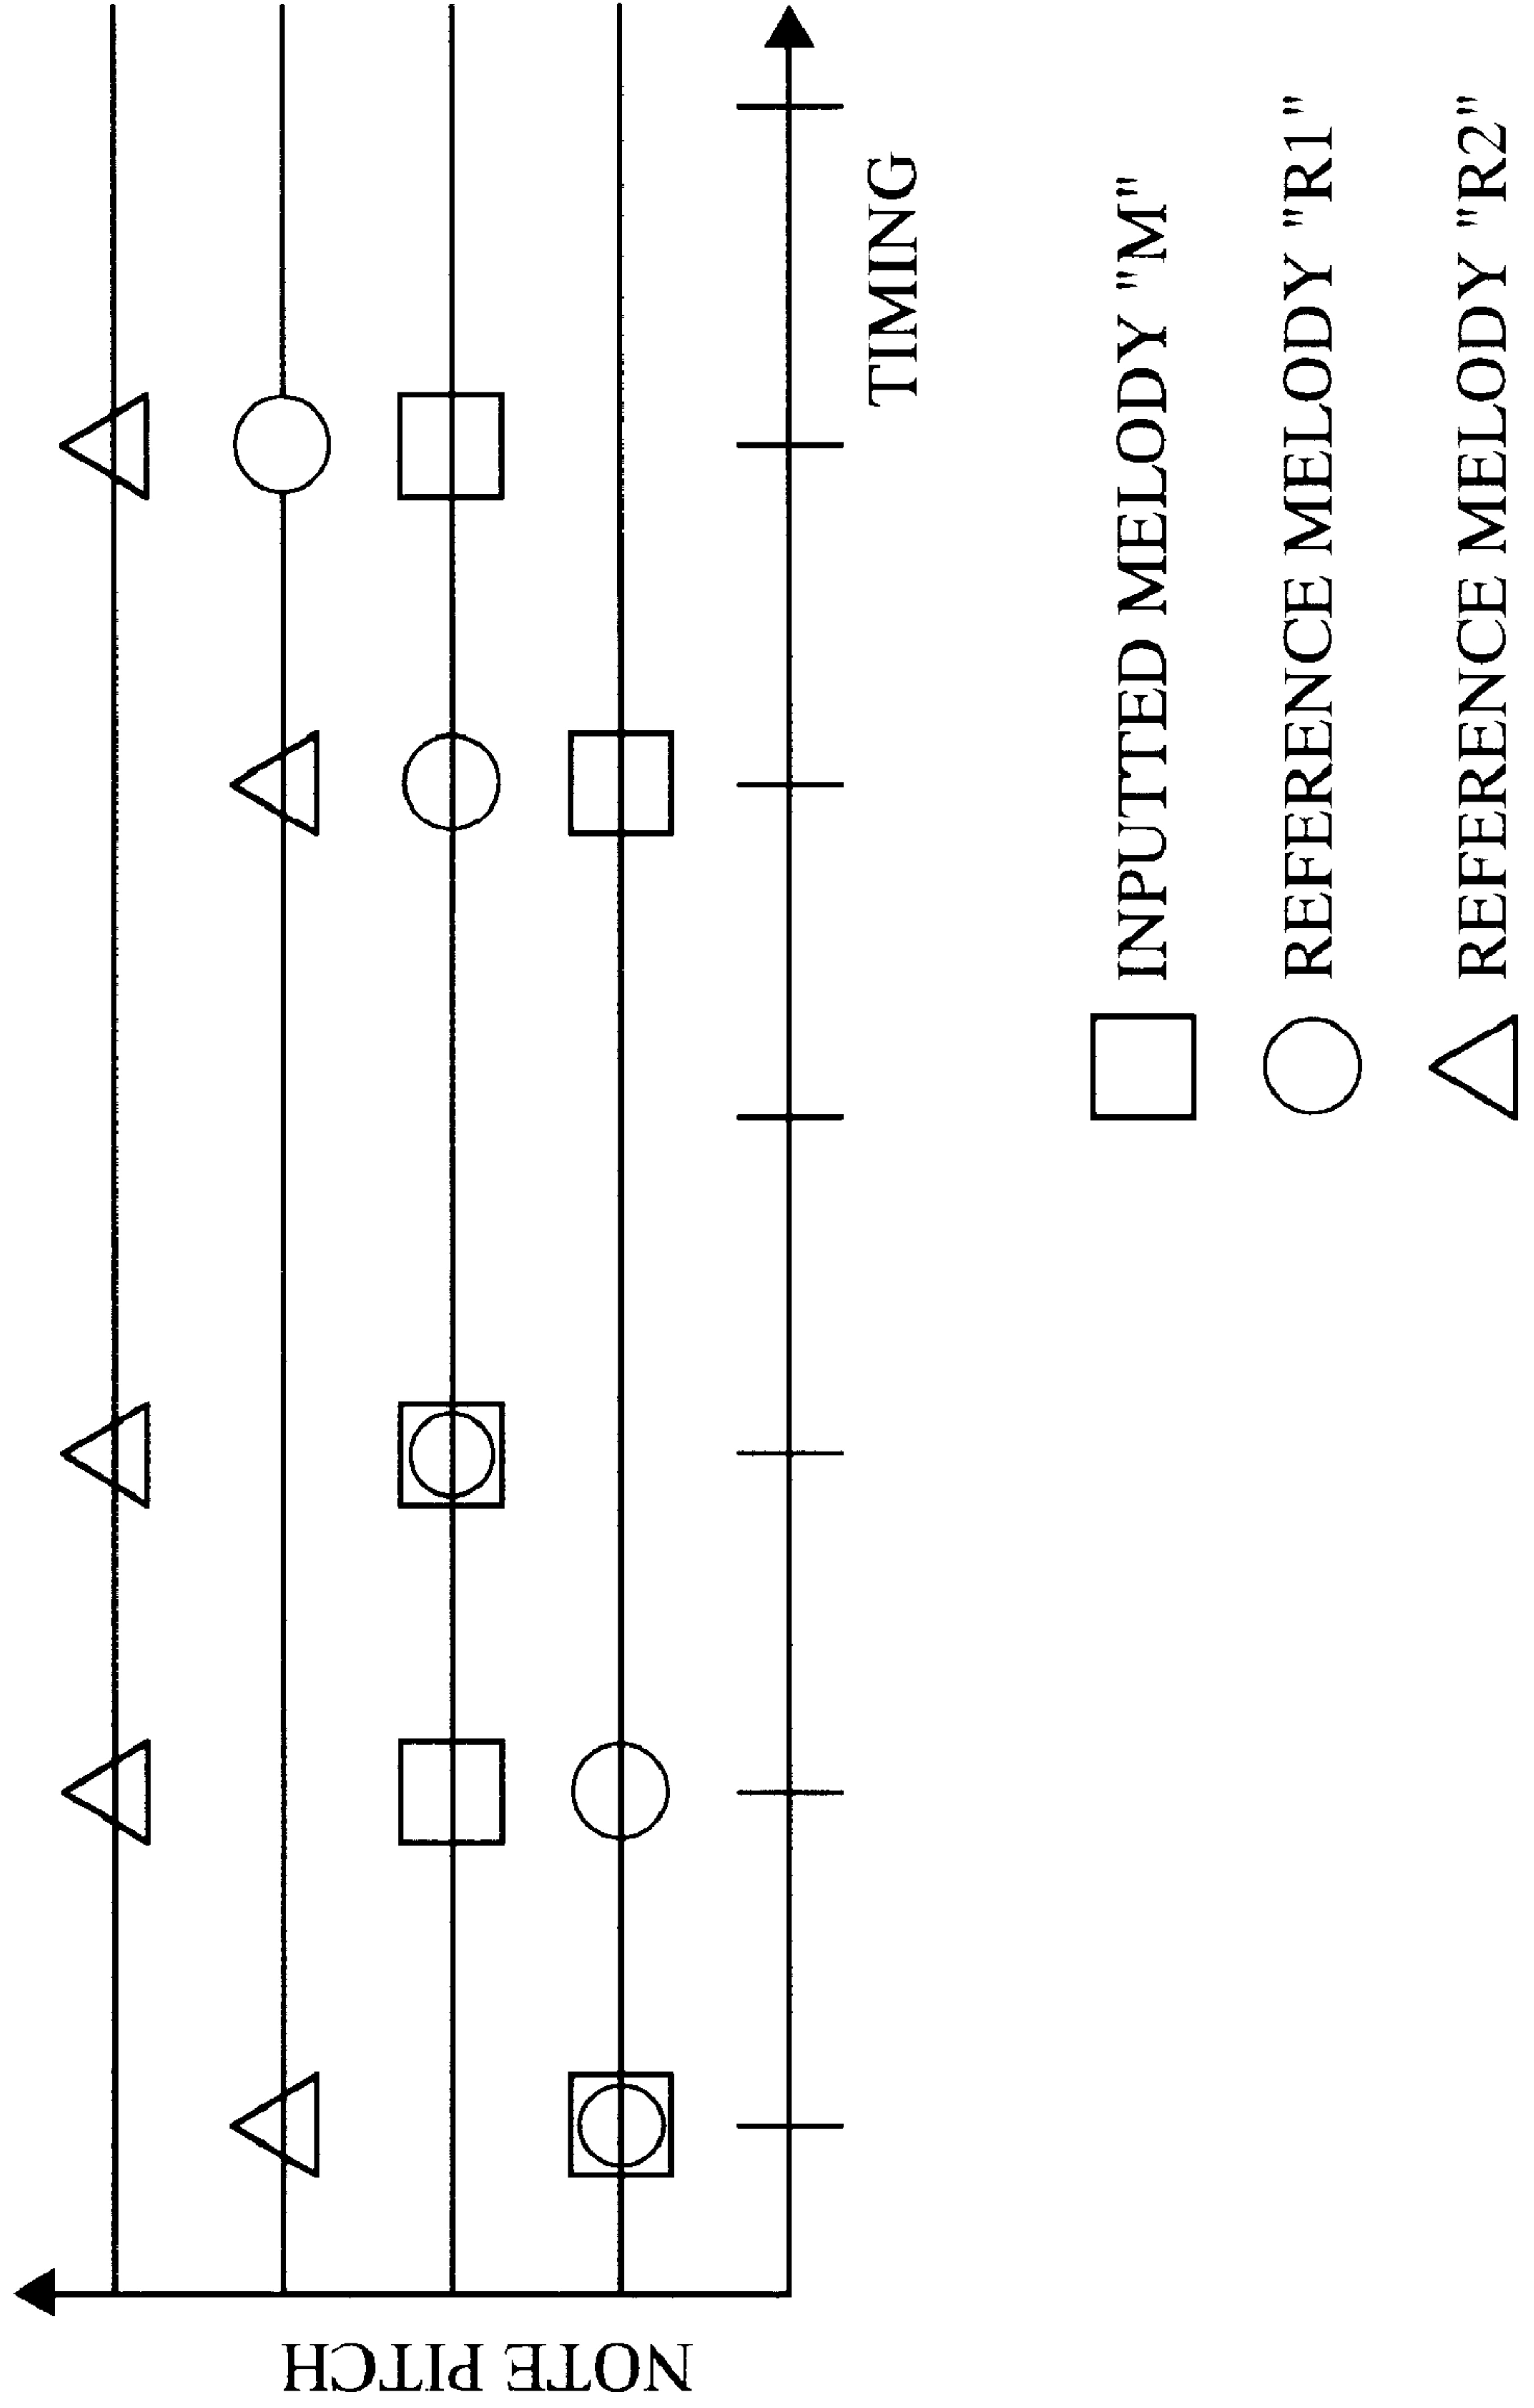 NOTE PITCH
TIMING
INPUTTED MELODY "M"
REFERENCE MELODY "R1"
REFERENCE MELODY "R2"